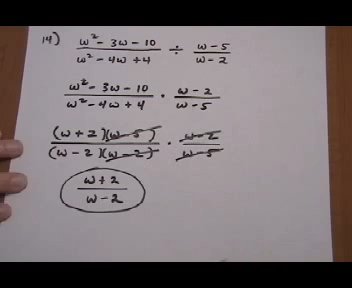 14) (w² - 3w - 10)/(w² - 4w + 4) ÷ (w - 5)/(w - 2)
(w² - 3w - 10)/(w² - 4w + 4) · (w - 2)/(w - 5)
(w + 2)(w - 5)/(w - 2)(w - 2) · (w - 2)/(w - 5)
(w + 2)/(w - 2)